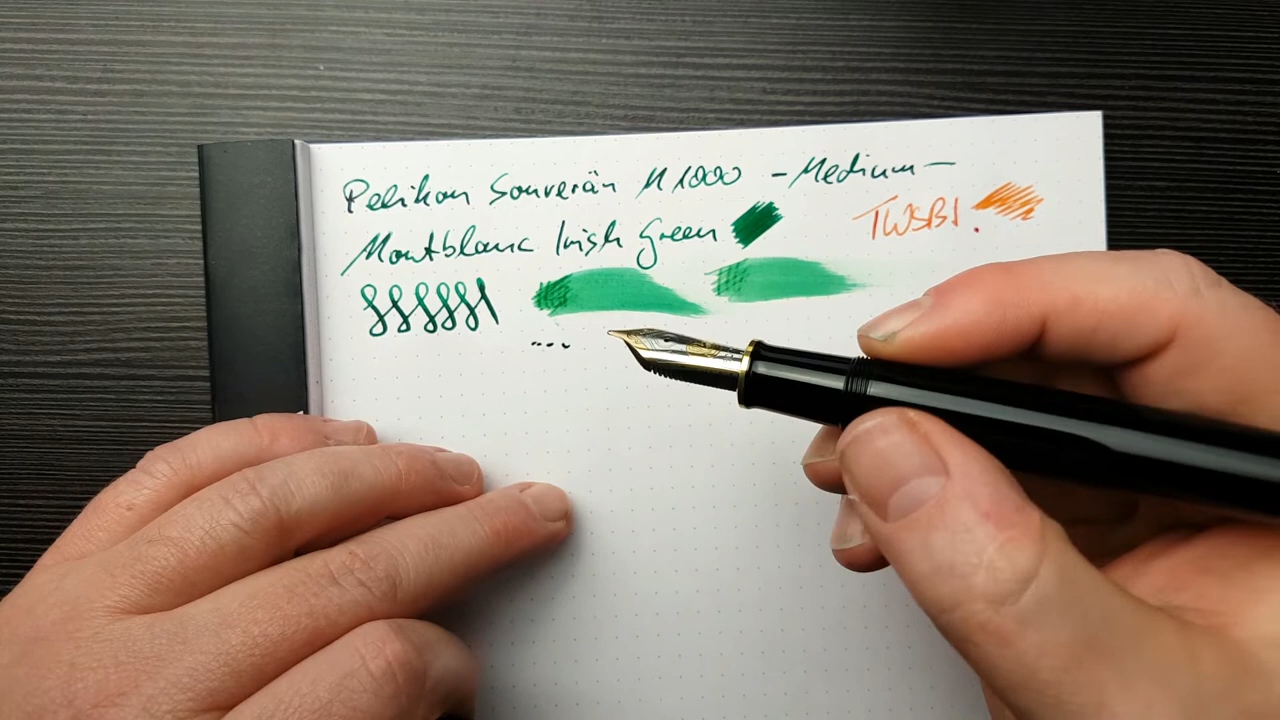 Pelikan Souverän M1000 – Medium –
Montblanc Irish Green
TWSBI.